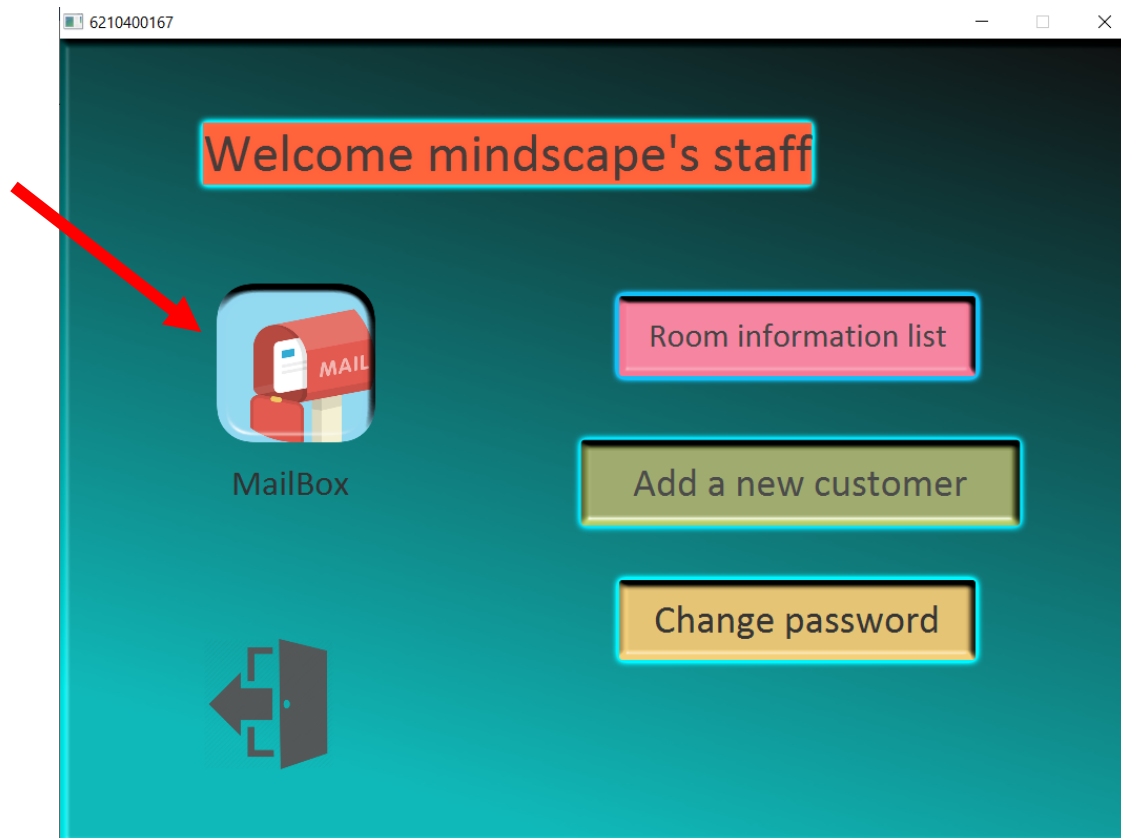 6210400167
Welcome mindscape's staff
MAIL
Room information list
MailBox
Add a new customer
Change password